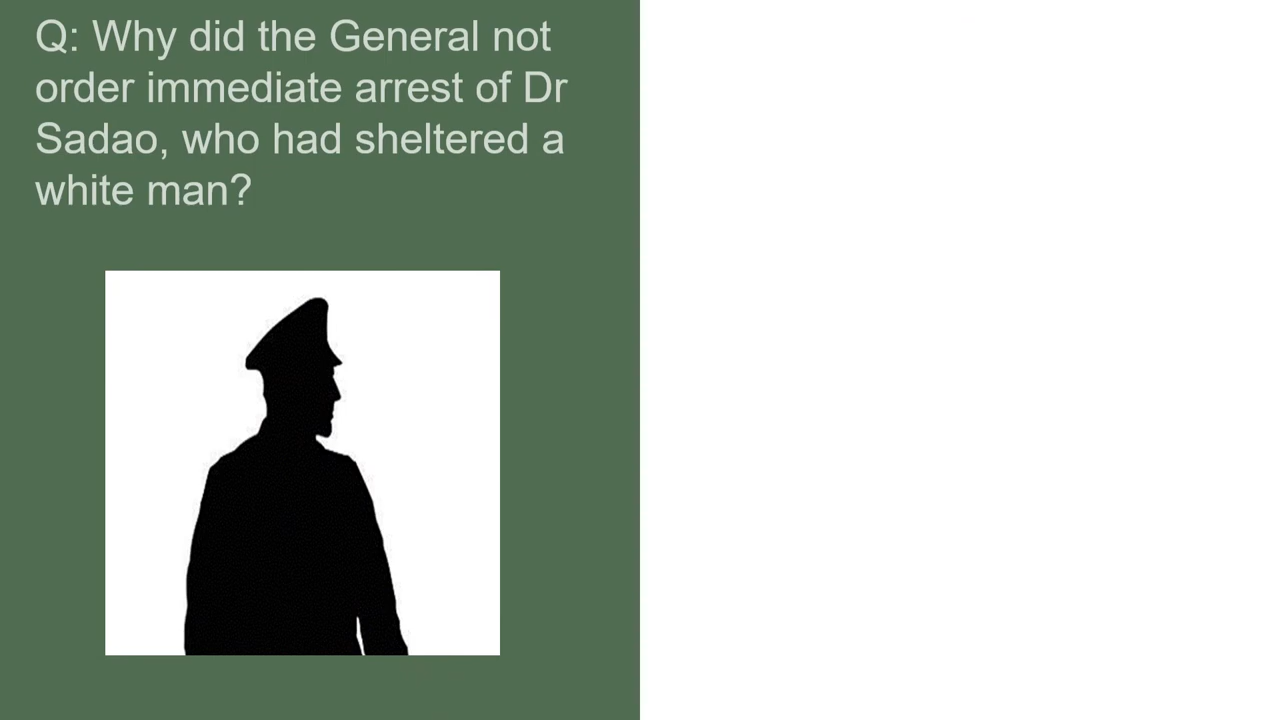 Q: Why did the General not
order immediate arrest of Dr
Sadao, who had sheltered a
white man?